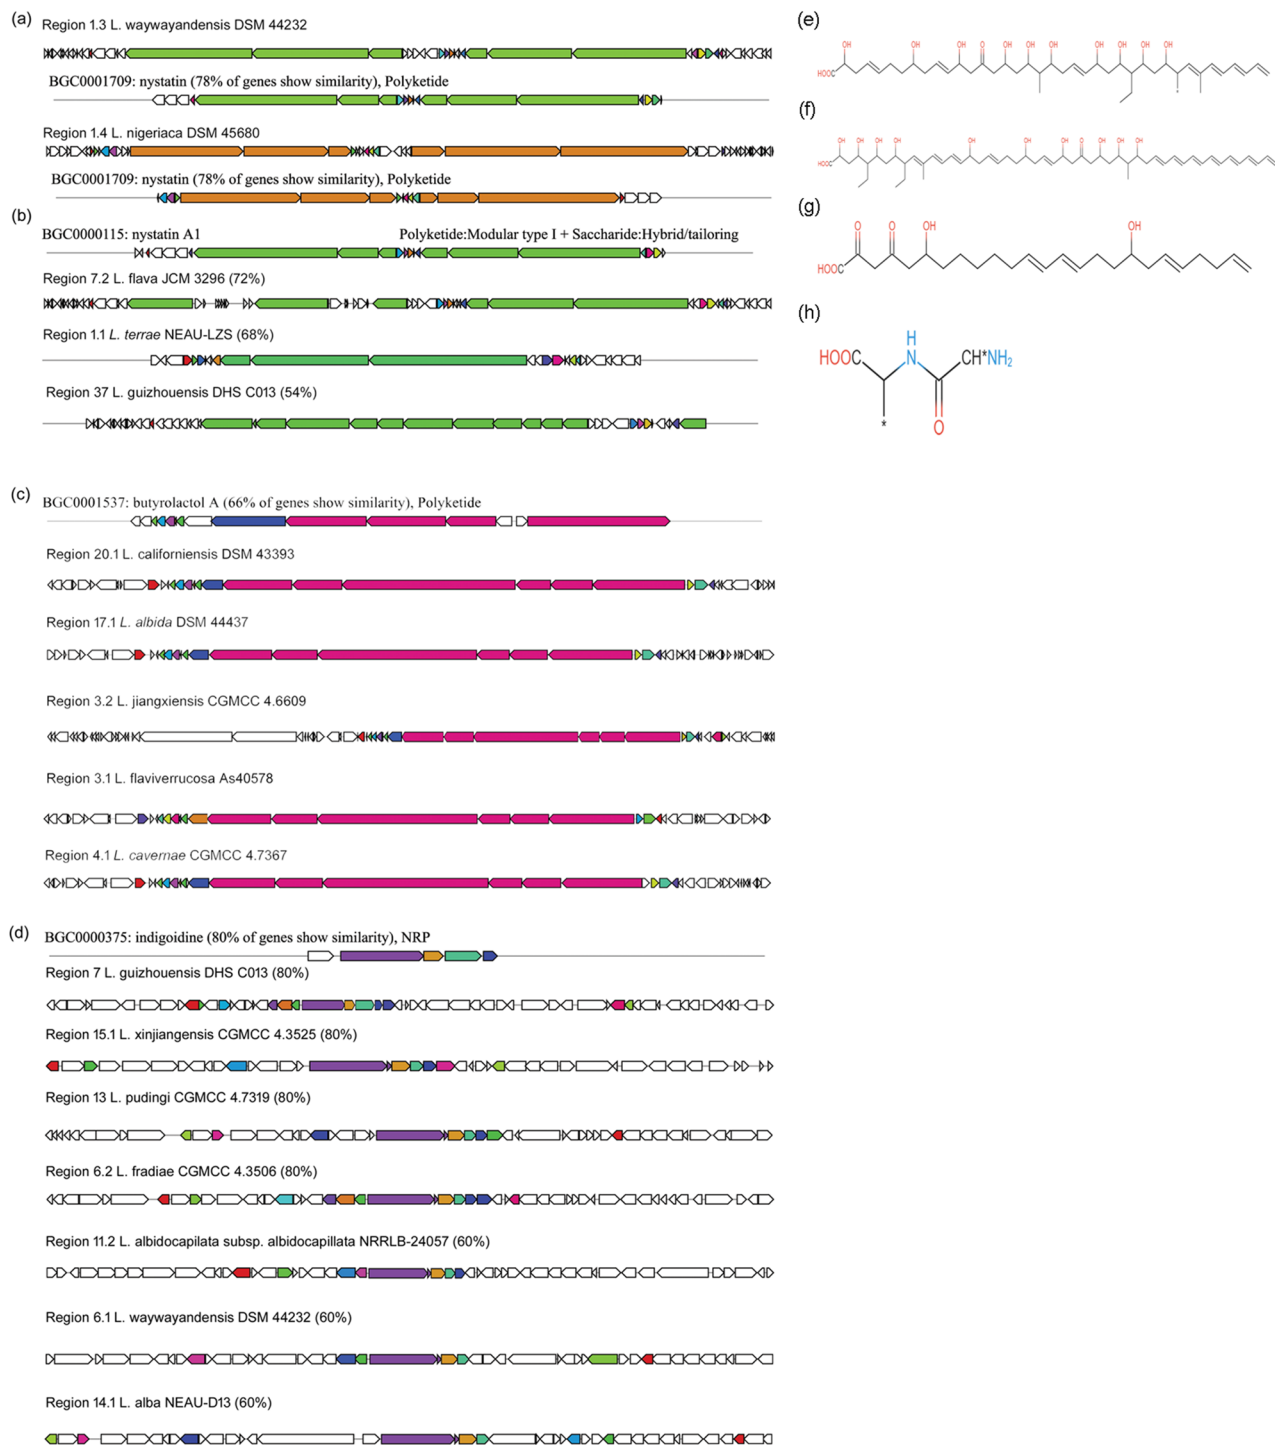 (a)
Region 1.3 L. waywayandensis DSM 44232
BGC0001709: nystatin (78% of genes show similarity), Polyketide
Region 1.4 L. nigeriaca DSM 45680
BGC0001709: nystatin (78% of genes show similarity), Polyketide
(b)
BGC0000115: nystatin A1 Polyketide:Modular type I + Saccharide:Hybrid/tailoring
Region 7.2 L. flava JCM 3296 (72%)
Region 1.1 L. terrae NEAU-LZS (68%)
Region 37 L. guizhouensis DHS C013 (54%)
(c)
BGC0001537: butyrolactol A (66% of genes show similarity), Polyketide
Region 20.1 L. californiensis DSM 43393
Region 17.1 L. albida DSM 44437
Region 3.2 L. jiangxiensis CGMCC 4.6609
Region 3.1 L. flaviverrucosa As40578
Region 4.1 L. cavernae CGMCC 4.7367
(d)
BGC0000375: indigoidine (80% of genes show similarity), NRP
Region 7 L. guizhouensis DHS C013 (80%)
Region 15.1 L. xinjiangensis CGMCC 4.3525 (80%)
Region 13 L. pudingi CGMCC 4.7319 (80%)
Region 6.2 L. fradiae CGMCC 4.3506 (80%)
Region 11.2 L. albidocapilata subsp. albidocapillata NRRLB-24057 (60%)
Region 6.1 L. waywayandensis DSM 44232 (60%)
Region 14.1 L. alba NEAU-D13 (60%)
(e)
OH OH OH O OH OH OH OH OH OH OH
HOOC
*
(f)
OH OH OH OH OH OH OH O OH OH OH
HOOC
(g)
O O OH OH
HOOC
(h)
H
HOOC N CH*NH2
* O